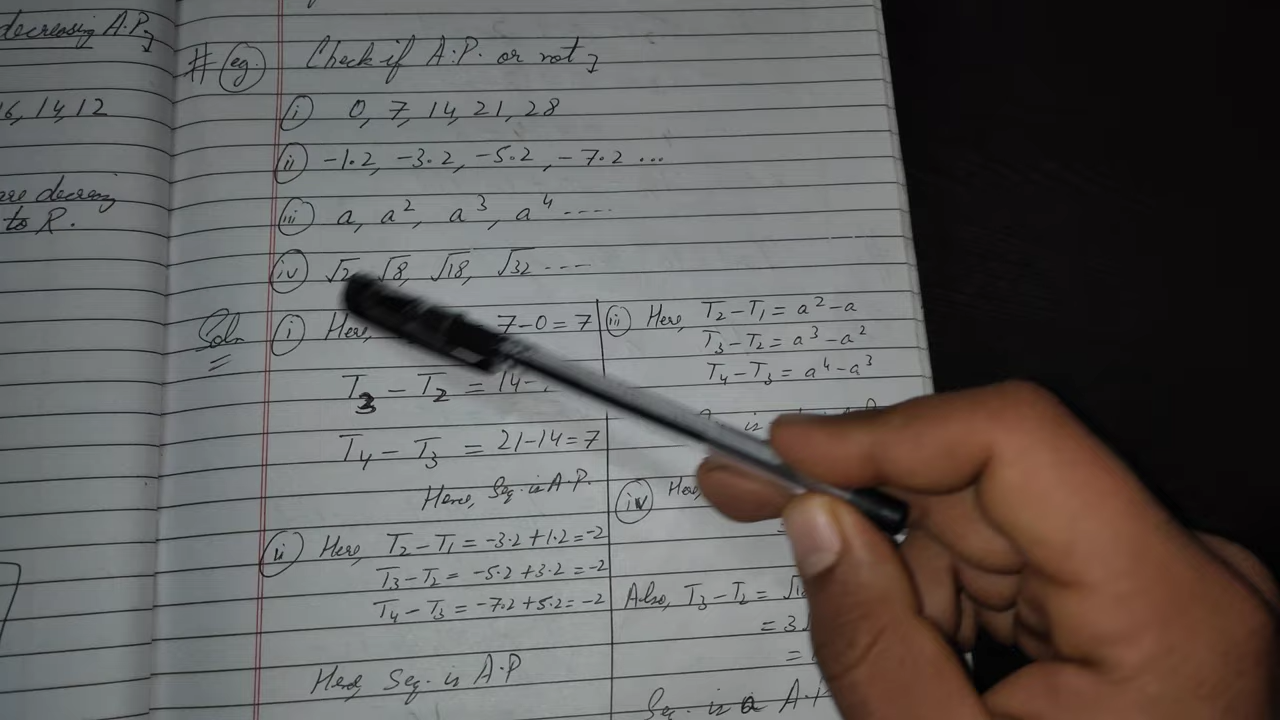 decreasing A.P.]
16, 14, 12
are decreasing
to R.
# eg. Check if A.P. or not]
i 0, 7, 14, 21, 28
ii -1.2, -3.2, -5.2, -7.2 ...
iii a, a², a³, a⁴ ....
iv √2, √8, √18, √32 ---
Soln i Here, 7-0=7
T₃ - T₂ = 14-
T₄ - T₃ = 21-14=7
Here, Seq. is A.P.
ii Here, T₂-T₁ = -3.2+1.2=-2
T₃-T₂ = -5.2+3.2=-2
T₄-T₃ = -7.2+5.2=-2
Here, Seq. is A.P
iii Here, T₂-T₁ = a²-a
T₃-T₂ = a³-a²
T₄-T₃ = a⁴-a³
is
iv Here,
Also, T₃-T₂ = √18
= 3√
=
Seq. is a A.P